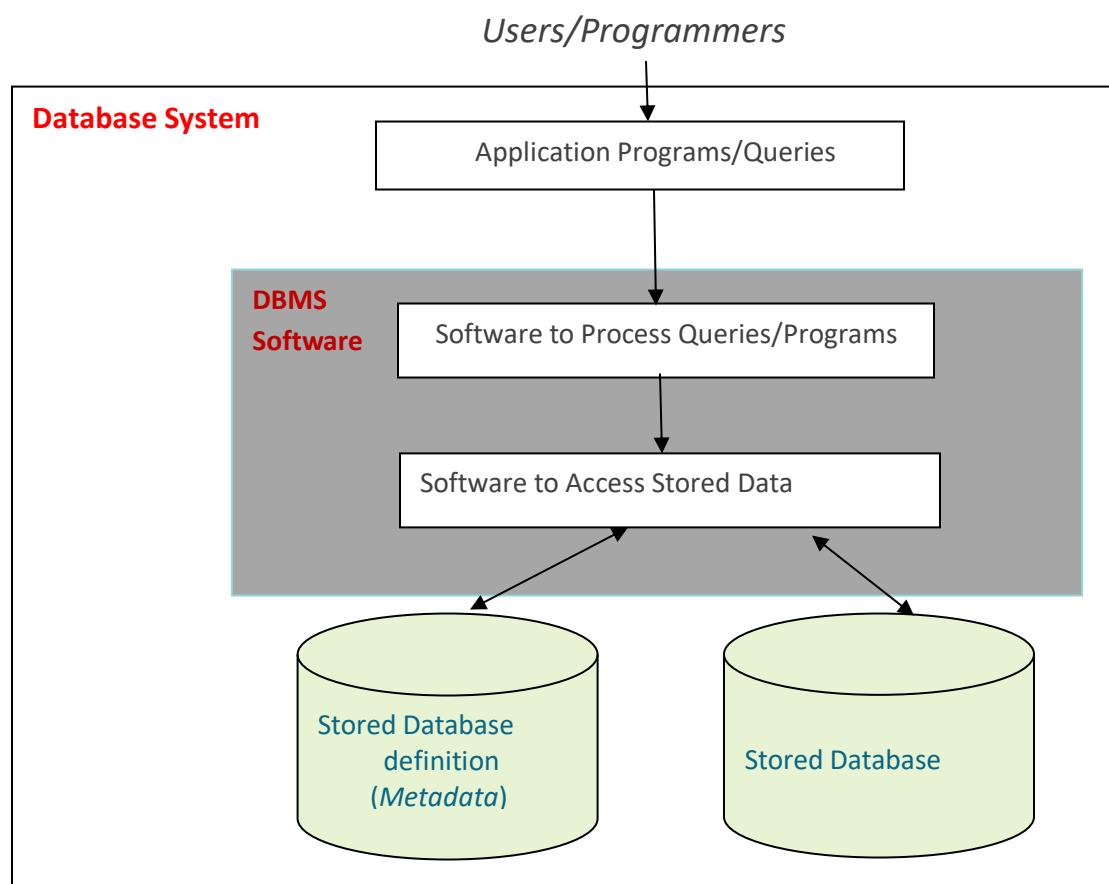 Users/Programmers
Database System
Application Programs/Queries
DBMS
Software
Software to Process Queries/Programs
Software to Access Stored Data
Stored Database
definition
(Metadata)
Stored Database